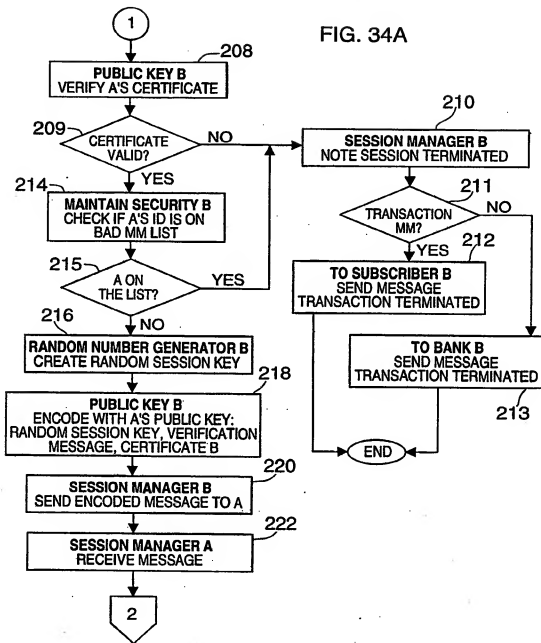 1
FIG. 34A
208
PUBLIC KEY B
VERIFY A'S CERTIFICATE
209
CERTIFICATE
VALID?
NO
YES
210
SESSION MANAGER B
NOTE SESSION TERMINATED
211
TRANSACTION
MM?
NO
YES
212
TO SUBSCRIBER B
SEND MESSAGE
TRANSACTION TERMINATED
TO BANK B
SEND MESSAGE
TRANSACTION TERMINATED
213
END
214
MAINTAIN SECURITY B
CHECK IF A'S ID IS ON
BAD MM LIST
215
A ON
THE LIST?
YES
NO
216
RANDOM NUMBER GENERATOR B
CREATE RANDOM SESSION KEY
218
PUBLIC KEY B
ENCODE WITH A'S PUBLIC KEY:
RANDOM SESSION KEY, VERIFICATION
MESSAGE, CERTIFICATE B
220
SESSION MANAGER B
SEND ENCODED MESSAGE TO A
222
SESSION MANAGER A
RECEIVE MESSAGE
2